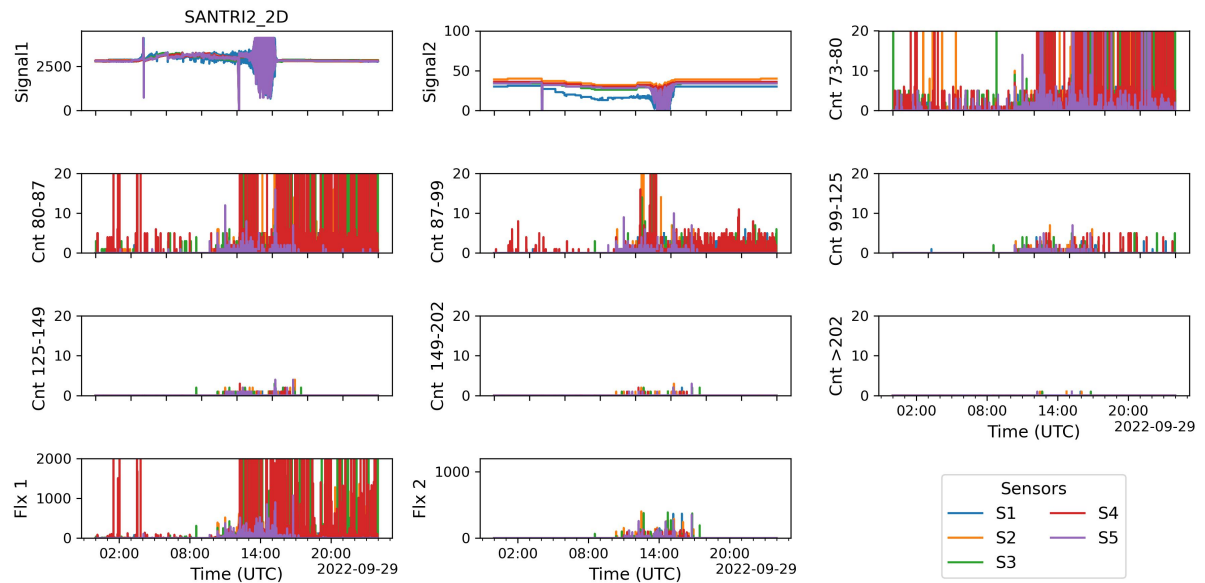 SANTRI2_2D
Signal1
2500
0
Signal2
100
50
0
Cnt 73-80
20
10
0
Cnt 80-87
20
10
0
Cnt 87-99
20
10
0
Cnt 99-125
20
10
0
Cnt 125-149
20
10
0
Cnt 149-202
20
10
0
Cnt >202
20
10
0
02:00 08:00 14:00 20:00
Time (UTC)
2022-09-29
Flx 1
2000
1000
0
02:00 08:00 14:00 20:00
Time (UTC)
2022-09-29
Flx 2
1000
0
02:00 08:00 14:00 20:00
Time (UTC)
2022-09-29
Sensors
S1 S4
S2 S5
S3